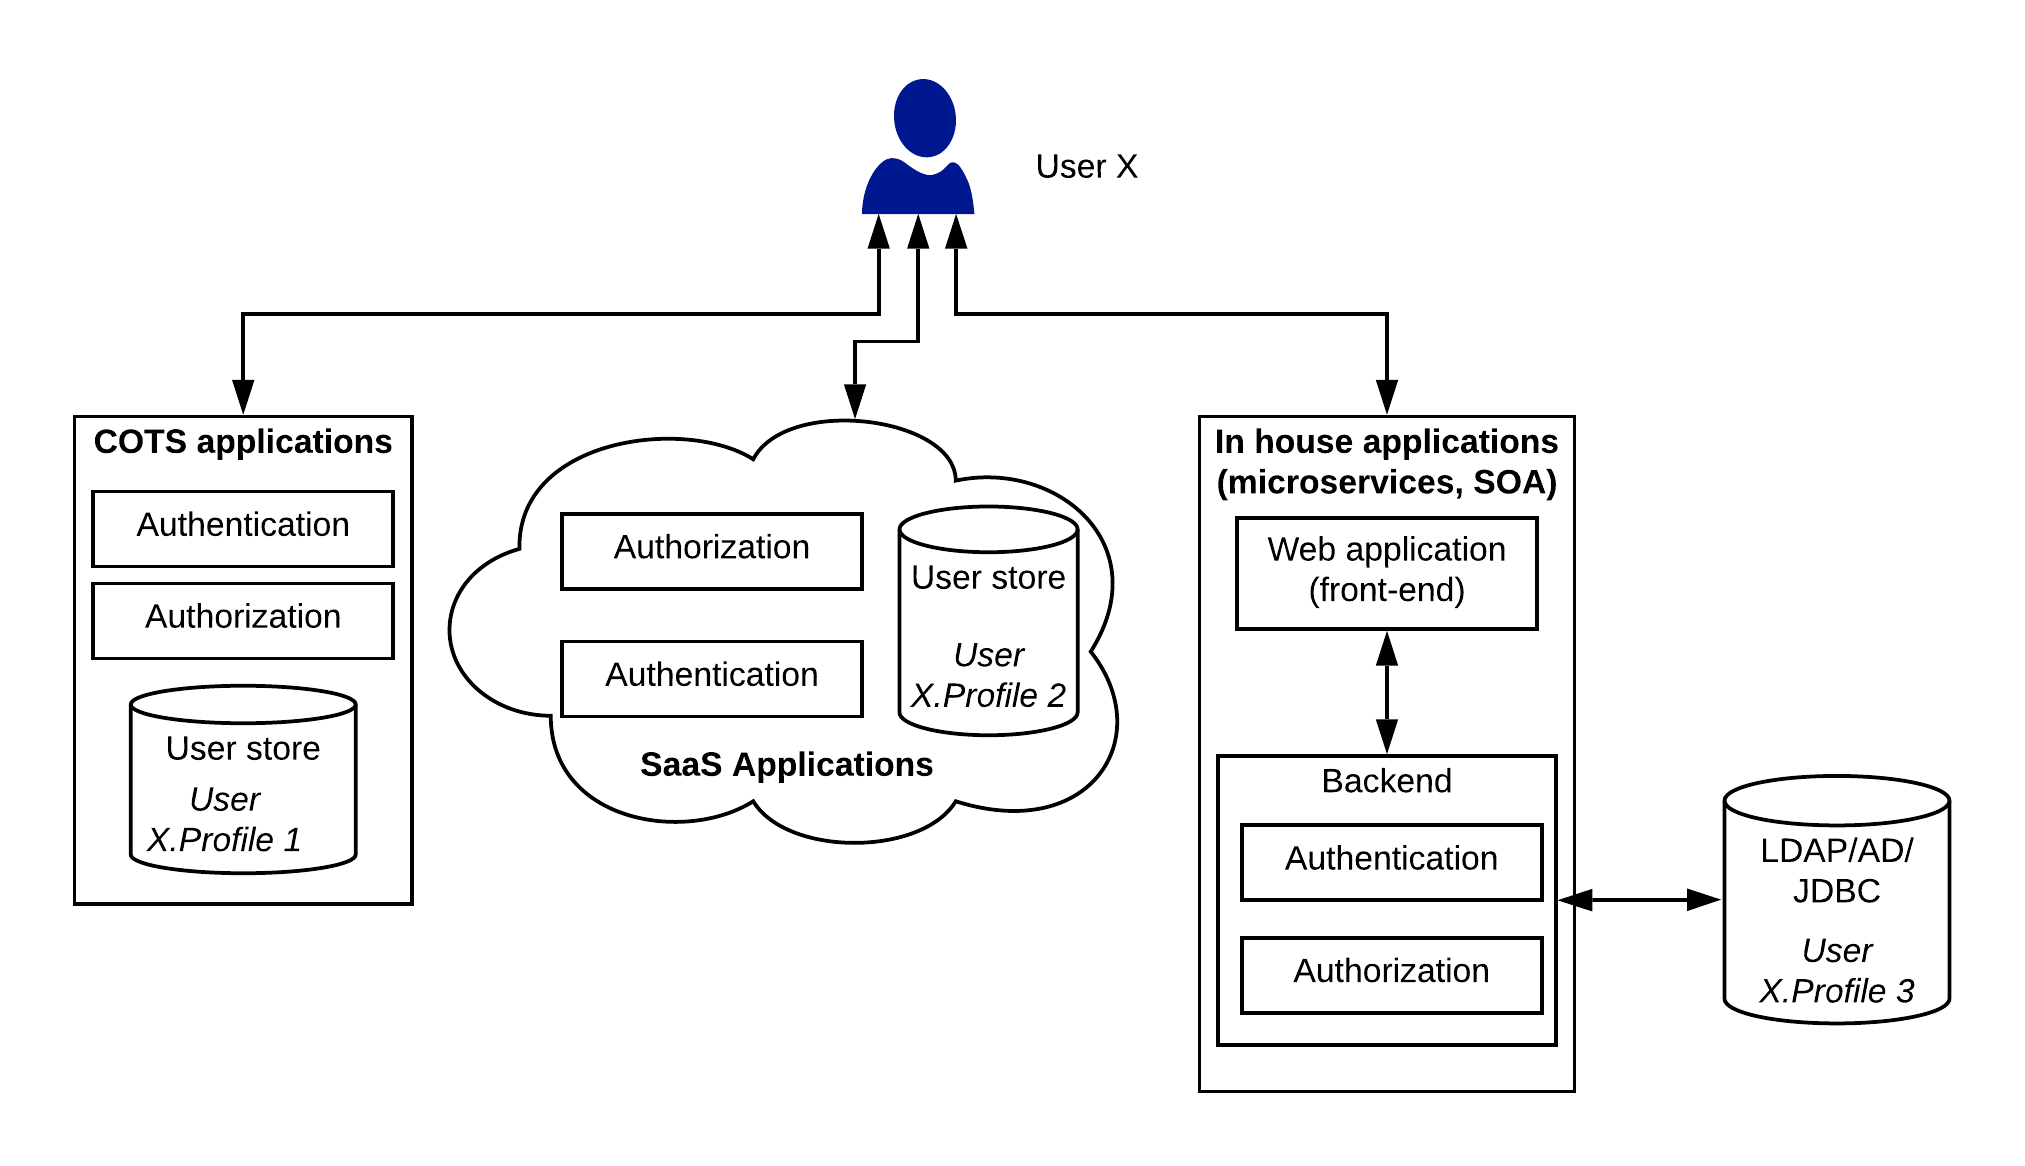 User X
COTS applications
Authentication
Authorization
User store
User
X.Profile 1
Authorization
Authentication
User store
User
X.Profile 2
SaaS Applications
In house applications
(microservices, SOA)
Web application
(front-end)
Backend
Authentication
Authorization
LDAP/AD/
JDBC
User
X.Profile 3